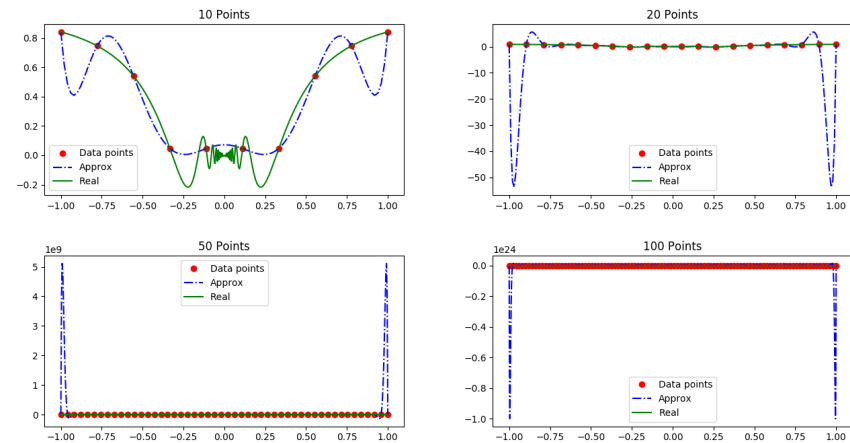 10 Points
0.8
0.6
0.4
0.2
0.0
−0.2
Data points
Approx
Real
−1.00 −0.75 −0.50 −0.25 0.00 0.25 0.50 0.75 1.00
20 Points
0
−10
−20
−30
−40
−50
Data points
Approx
Real
−1.00 −0.75 −0.50 −0.25 0.00 0.25 0.50 0.75 1.00
50 Points
1e9
5
4
3
2
1
0
Data points
Approx
Real
−1.00 −0.75 −0.50 −0.25 0.00 0.25 0.50 0.75 1.00
100 Points
1e24
0.0
−0.2
−0.4
−0.6
−0.8
−1.0
Data points
Approx
Real
−1.00 −0.75 −0.50 −0.25 0.00 0.25 0.50 0.75 1.00